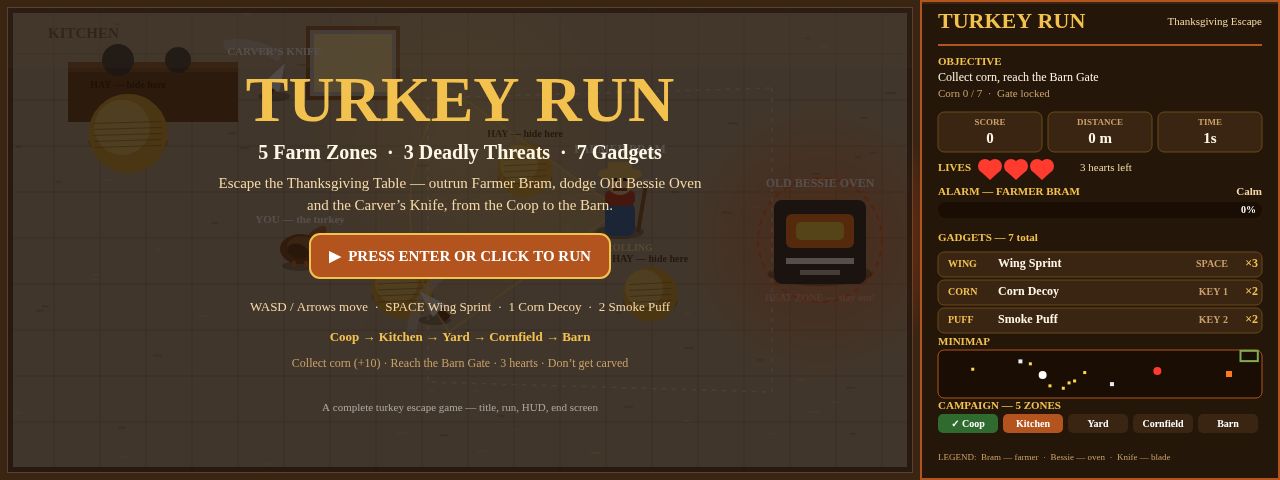 KITCHEN
CARVER'S KNIFE
HAY — hide here
TURKEY RUN
HAY — hide here
5 Farm Zones · 3 Deadly Threats · 7 Gadgets
Escape the Thanksgiving Table — outrun Farmer Bram, dodge Old Bessie Oven
and the Carver's Knife, from the Coop to the Barn.
OLD BESSIE OVEN
YOU — the turkey
HAY — hide here
▶ PRESS ENTER OR CLICK TO RUN
HEAT ZONE — stay out!
WASD / Arrows move · SPACE Wing Sprint · 1 Corn Decoy · 2 Smoke Puff
Coop → Kitchen → Yard → Cornfield → Barn
Collect corn (+10) · Reach the Barn Gate · 3 hearts · Don't get carved
A complete turkey escape game — title, run, HUD, end screen
TURKEY RUN
Thanksgiving Escape
OBJECTIVE
Collect corn, reach the Barn Gate
Corn 0 / 7 · Gate locked
SCORE DISTANCE TIME
0 0 m 1s
LIVES 3 hearts left
ALARM — FARMER BRAM Calm
0%
GADGETS — 7 total
WING Wing Sprint SPACE ×3
CORN Corn Decoy KEY 1 ×2
PUFF Smoke Puff KEY 2 ×2
MINIMAP
CAMPAIGN — 5 ZONES
✓ Coop Kitchen Yard Cornfield Barn
LEGEND: Bram — farmer · Bessie — oven · Knife — blade